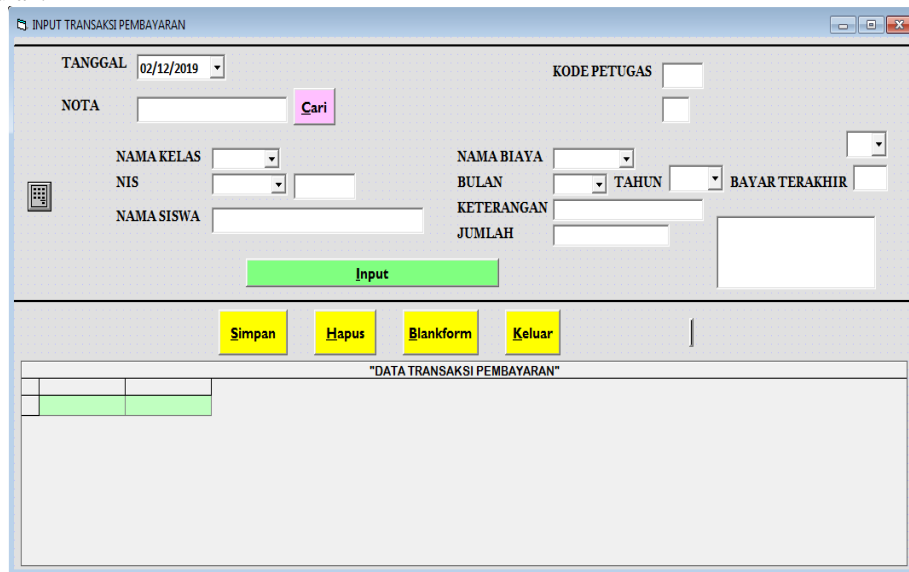 INPUT TRANSAKSI PEMBAYARAN
TANGGAL 02/12/2019 KODE PETUGAS
NOTA Cari
NAMA KELAS NAMA BIAYA
NIS BULAN TAHUN BAYAR TERAKHIR
NAMA SISWA KETERANGAN
JUMLAH
Input
Simpan Hapus Blankform Keluar
"DATA TRANSAKSI PEMBAYARAN"